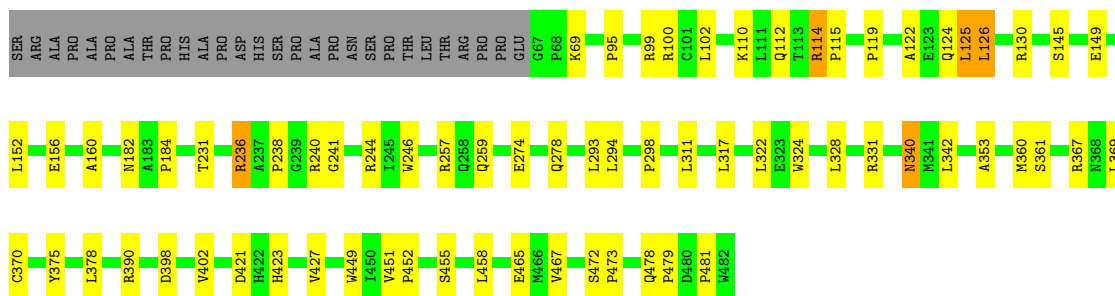 SER ARG ALA PRO ALA PRO ALA THR PRO HIS ALA PRO ASP HIS SER PRO ALA PRO ASN SER PRO THR LEU THR ARG PRO PRO GLU G67 P68 K69 P95 R99 R100 C101 L102 K110 L111 Q112 T113 R114 P115 P119 A122 E123 Q124 L125 L126 R130 S145 E149
L152 E156 A160 N182 A183 P184 T231 R236 A237 P238 G239 R240 G241 R244 I245 W246 R257 Q258 Q259 E274 Q278 L293 L294 P298 L311 L317 L322 E323 W324 L328 R331 N340 M341 L342 A353 M360 S361 R367 N368 L369
C370 Y375 L378 R390 D398 V402 D421 H422 H423 V427 W449 I450 V451 P452 S455 L458 E465 M466 V467 S472 P473 Q478 P479 D480 P481 W482